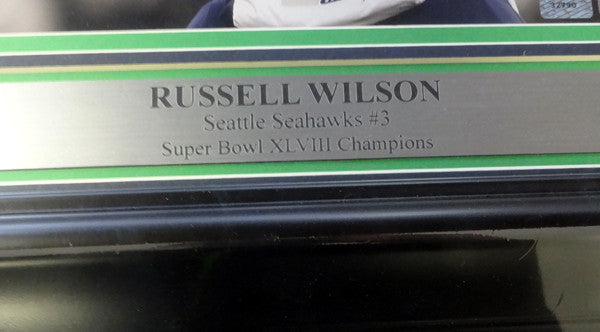 RUSSELL WILSON
Seattle Seahawks #3
Super Bowl XLVIII Champions